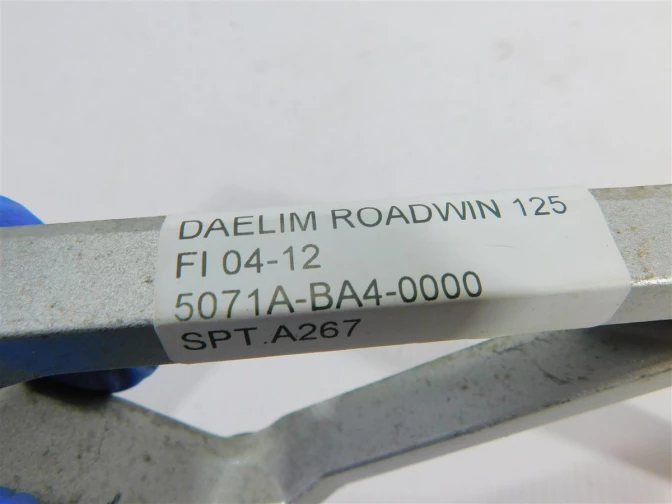 DAELIM ROADWIN 125
FI 04-12
5071A-BA4-0000
SPT.A267